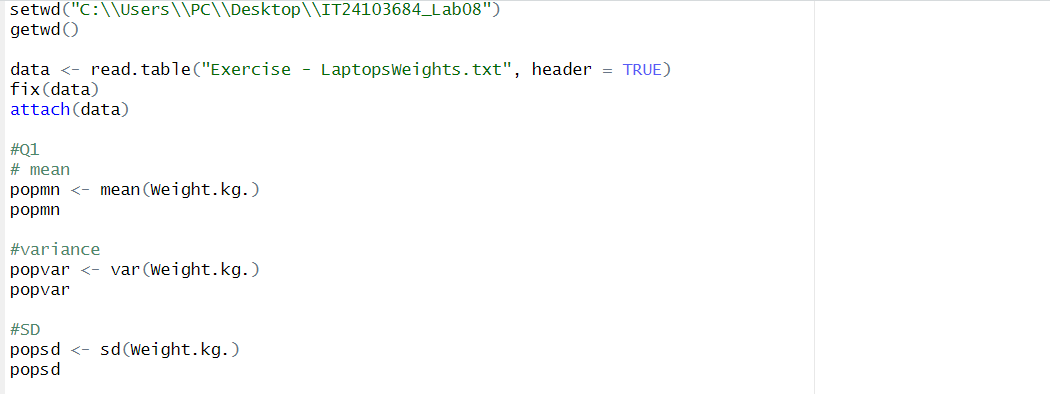 setwd("C:\\Users\\PC\\Desktop\\IT24103684_Lab08")
getwd()
data <- read.table("Exercise - LaptopsWeights.txt", header = TRUE)
fix(data)
attach(data)
#Q1
# mean
popmn <- mean(Weight.kg.)
popmn
#variance
popvar <- var(Weight.kg.)
popvar
#SD
popsd <- sd(Weight.kg.)
popsd